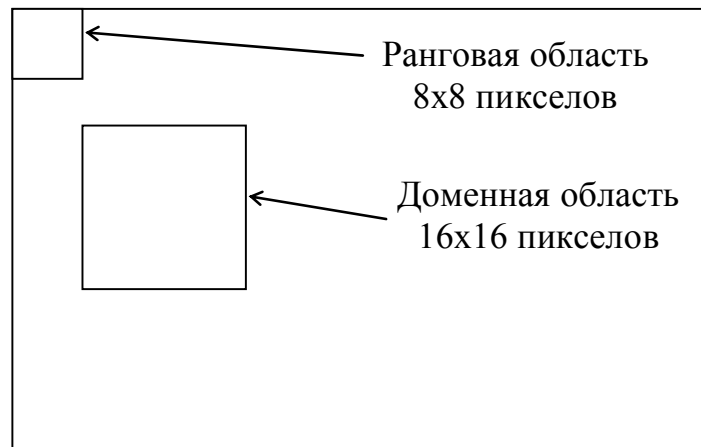 Ранговая область
8x8 пикселов
Доменная область
16x16 пикселов